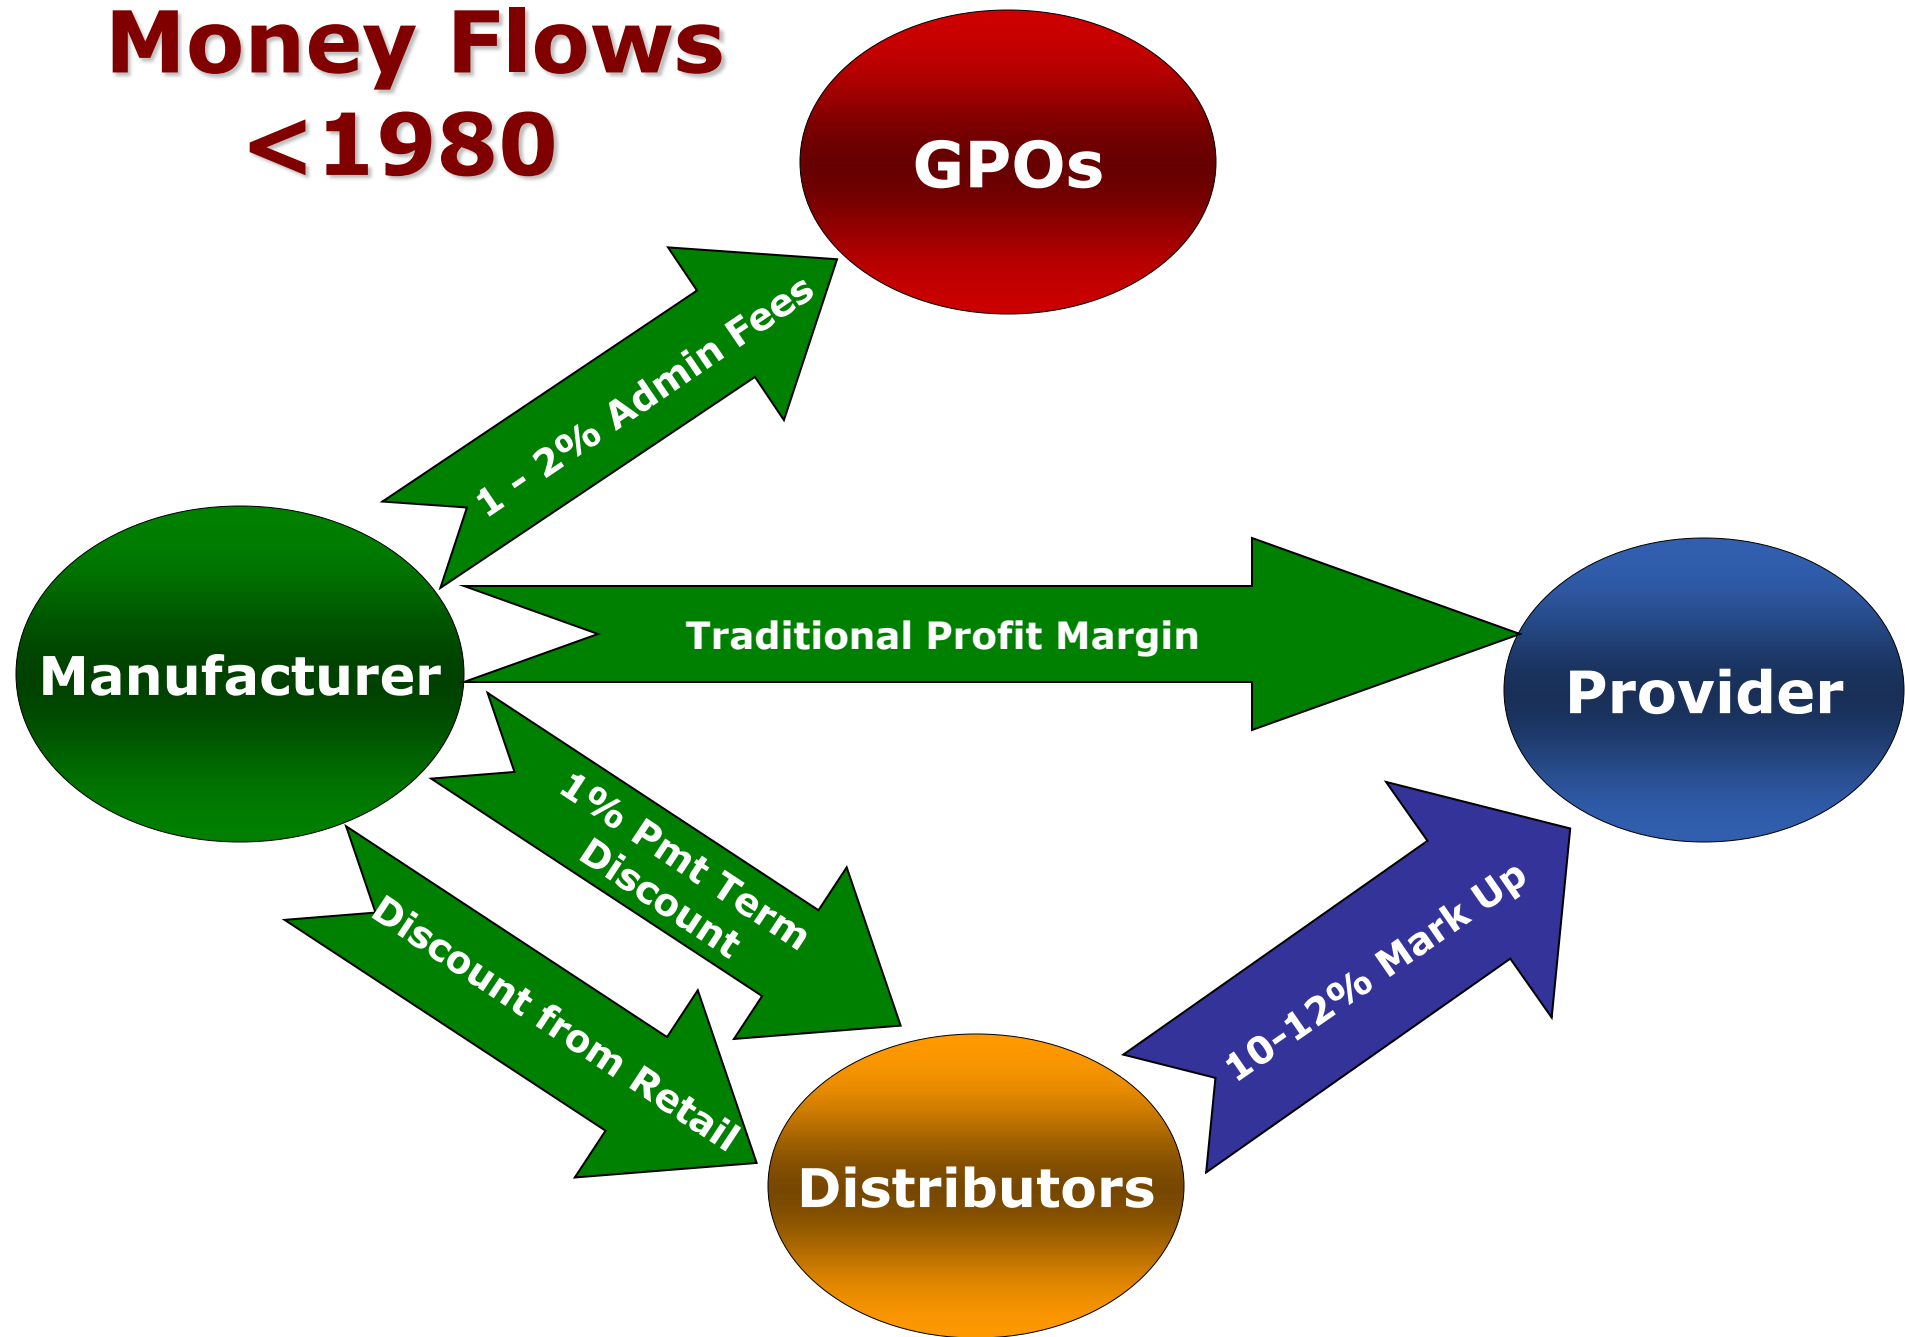 Money Flows
<1980
GPOs
1 - 2% Admin Fees
Traditional Profit Margin
Manufacturer
Provider
1% Pmt Term
Discount
Discount from Retail
10-12% Mark Up
Distributors